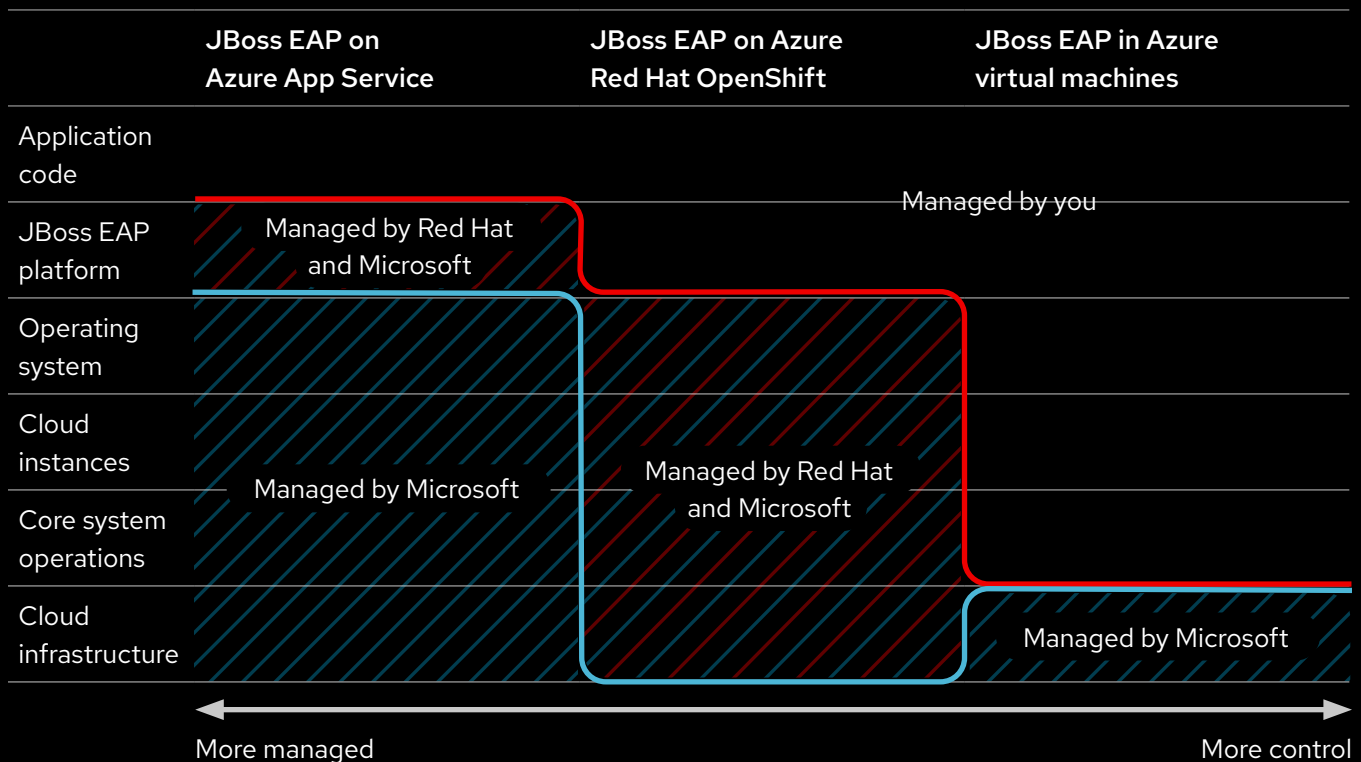 JBoss EAP on
Azure App Service
JBoss EAP on Azure
Red Hat OpenShift
JBoss EAP in Azure
virtual machines
Application
code
Managed by you
JBoss EAP
platform
Managed by Red Hat
and Microsoft
Operating
system
Cloud
instances
Managed by Microsoft
Managed by Red Hat
and Microsoft
Core system
operations
Cloud
infrastructure
Managed by Microsoft
More managed
More control